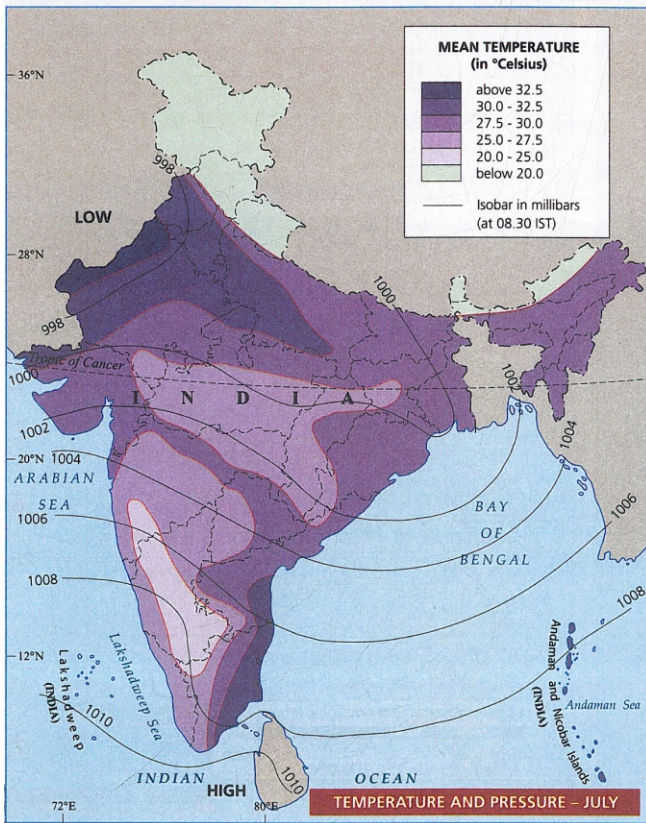 MEAN TEMPERATURE
(in °Celsius)
above 32.5
30.0 - 32.5
27.5 - 30.0
25.0 - 27.5
20.0 - 25.0
below 20.0
Isobar in millibars
(at 08.30 IST)
36°N
998
LOW
28°N
1000
998
Tropic of Cancer
1000
INDIA
1002
1002
1004
1004
20°N
ARABIAN
SEA
BAY
OF
BENGAL
1006
1006
1008
1008
12°N
Lakshadweep
(INDIA)
Lakshadweep Sea
Andaman and Nicobar Islands
(INDIA)
Andaman Sea
1010
1010
INDIAN
OCEAN
HIGH
72°E
80°E
TEMPERATURE AND PRESSURE – JULY